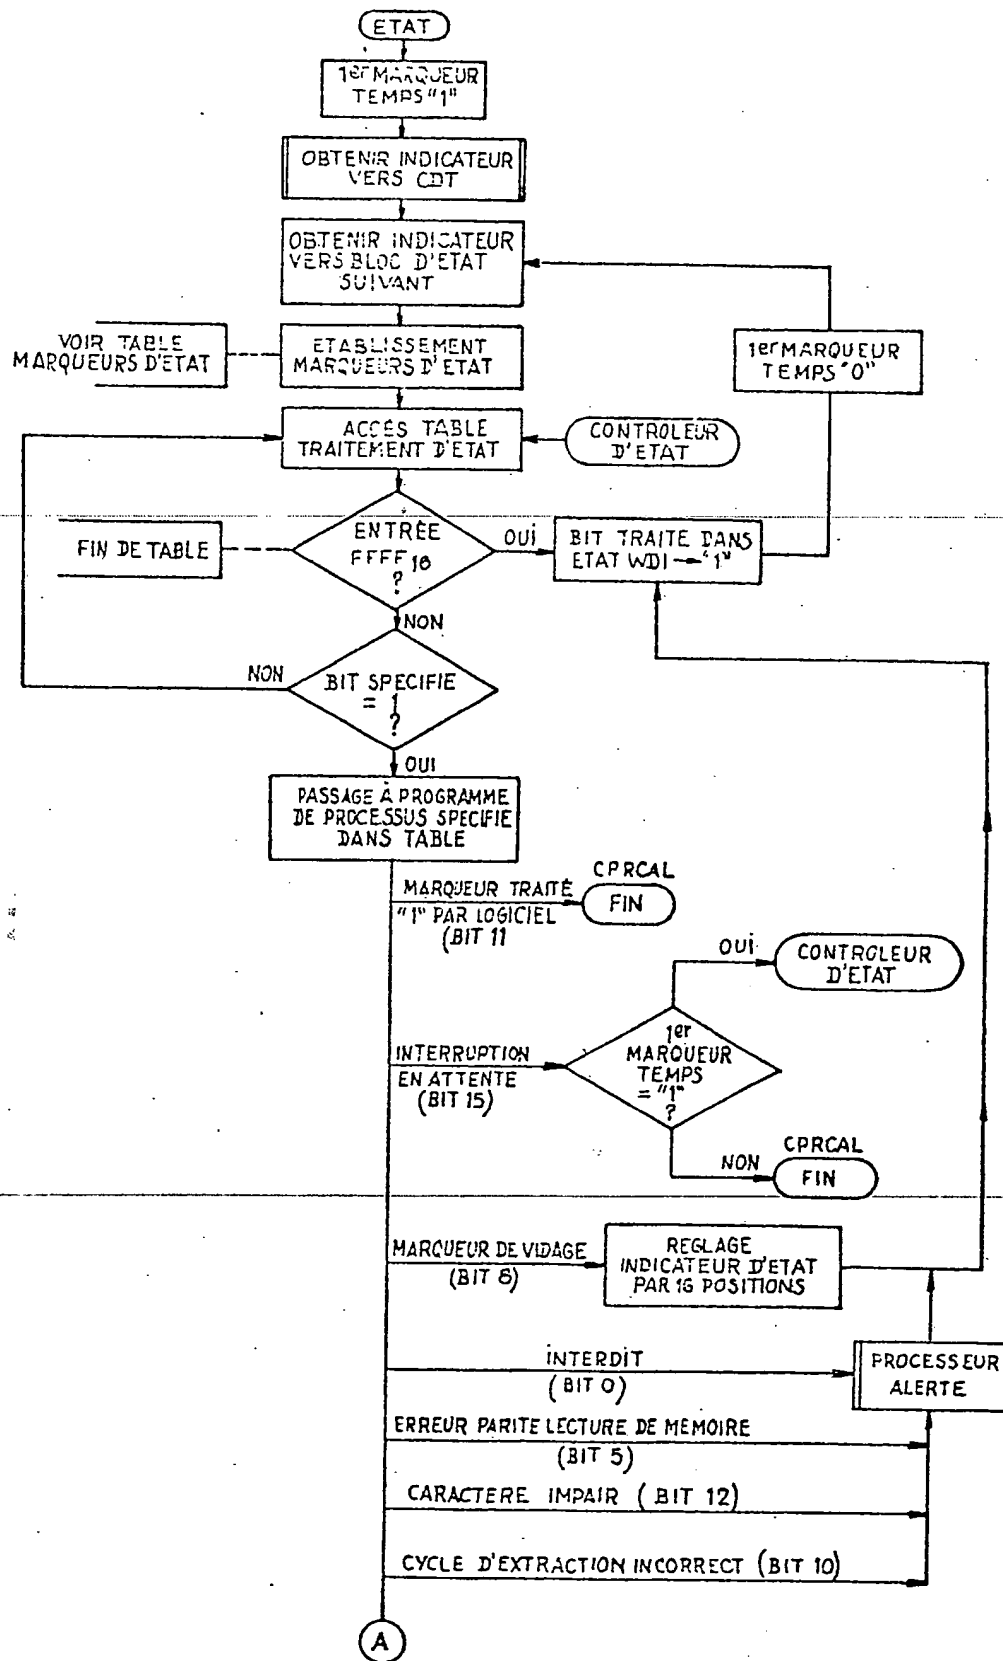 ETAT
1er MARQUEUR
TEMPS "1"
OBTENIR INDICATEUR
VERS CDT
OBTENIR INDICATEUR
VERS BLOC D'ETAT
SUIVANT
VOIR TABLE
MARQUEURS D'ETAT
ETABLISSEMENT
MARQUEURS D'ETAT
1er MARQUEUR
TEMPS "0"
ACCÈS TABLE
TRAITEMENT D'ETAT
CONTROLEUR
D'ETAT
FIN DE TABLE
ENTRÉE
FFFF16
?
OUI
BIT TRAITE DANS
ETAT WDI → "1"
NON
NON
BIT SPECIFIE
= 1
?
OUI
PASSAGE À PROGRAMME
DE PROCESSUS SPECIFIE
DANS TABLE
MARQUEUR TRAITÉ
"1" PAR LOGICIEL
(BIT 11
CPRCAL
FIN
OUI
CONTROLEUR
D'ETAT
INTERRUPTION
EN ATTENTE
(BIT 15)
1er
MARQUEUR
TEMPS
= "1"
?
NON
CPRCAL
FIN
MARQUEUR DE VIDAGE
(BIT 8)
REGLAGE
INDICATEUR D'ETAT
PAR 16 POSITIONS
INTERDIT
(BIT 0)
PROCESSEUR
ALERTE
ERREUR PARITE LECTURE DE MEMOIRE
(BIT 5)
CARACTERE IMPAIR (BIT 12)
CYCLE D'EXTRACTION INCORRECT (BIT 10)
A